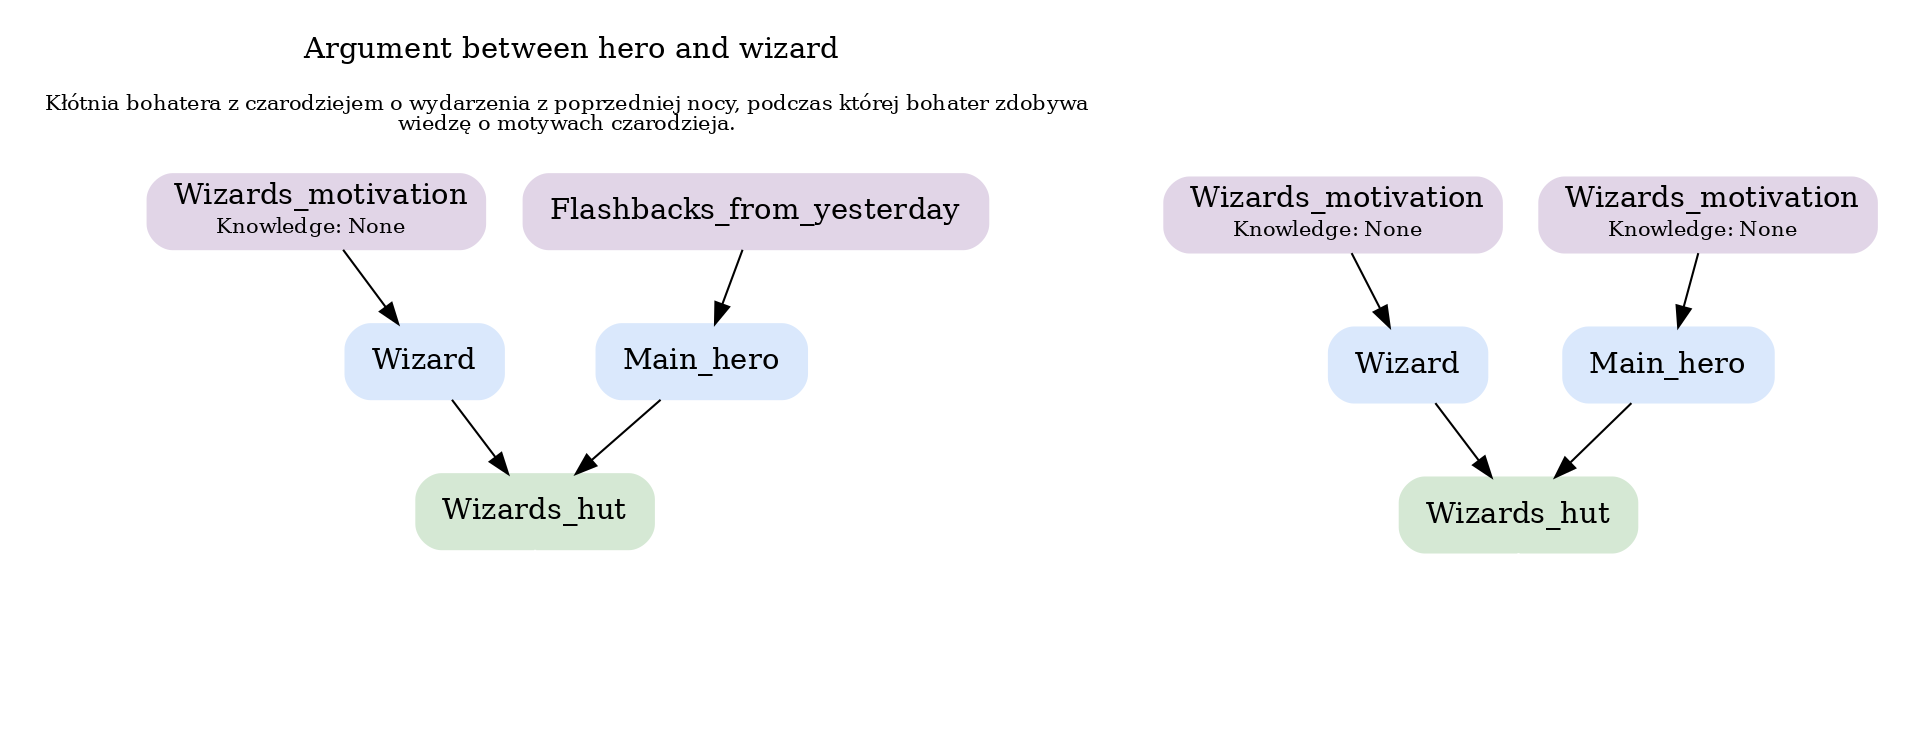 Argument between hero and wizard
Kłótnia bohatera z czarodziejem o wydarzenia z poprzedniej nocy, podczas której bohater zdobywa
wiedzę o motywach czarodzieja.
Wizards_motivation
Knowledge: None
Flashbacks_from_yesterday
Wizard
Main_hero
Wizards_hut
Wizards_motivation
Knowledge: None
Wizards_motivation
Knowledge: None
Wizard
Main_hero
Wizards_hut